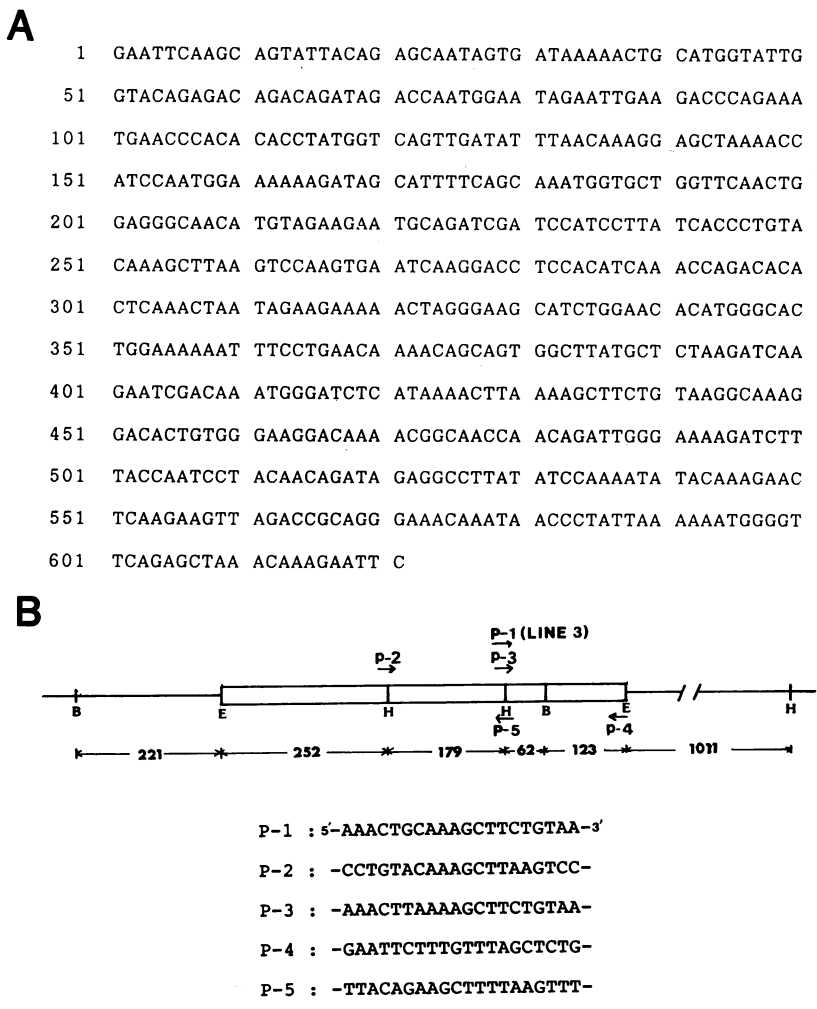 A
1 GAATTCAAGC AGTATTACAG AGCAATAGTG ATAAAAACTG CATGGTATTG
51 GTACAGAGAC AGACAGATAG ACCAATGGAA TAGAATTGAA GACCCAGAAA
101 TGAACCCACA CACCTATGGT CAGTTGATAT TTAACAAAGG AGCTAAAACC
151 ATCCAATGGA AAAAAGATAG CATTTTCAGC AAATGGTGCT GGTTCAACTG
201 GAGGGCAACA TGTAGAAGAA TGCAGATCGA TCCATCCTTA TCACCCTGTA
251 CAAAGCTTAA GTCCAAGTGA ATCAAGGACC TCCACATCAA ACCAGACACA
301 CTCAAACTAA TAGAAGAAAA ACTAGGGAAG CATCTGGAAC ACATGGGCAC
351 TGGAAAAAAT TTCCTGAACA AAACAGCAGT GGCTTATGCT CTAAGATCAA
401 GAATCGACAA ATGGGATCTC ATAAAACTTA AAAGCTTCTG TAAGGCAAAG
451 GACACTGTGG GAAGGACAAA ACGGCAACCA ACAGATTGGG AAAAGATCTT
501 TACCAATCCT ACAACAGATA GAGGCCTTAT ATCCAAAATA TACAAAGAAC
551 TCAAGAAGTT AGACCGCAGG GAAACAAATA ACCCTATTAA AAAATGGGGT
601 TCAGAGCTAA ACAAAGAATT C
B
P-1 (LINE 3)
P-2 P-3
B E H H B E H
P-5 P-4
221 252 179 62 123 1011
P-1 : 5'-AAACTGCAAAGCTTCTGTAA-3'
P-2 : -CCTGTACAAAGCTTAAGTCC-
P-3 : -AAACTTAAAAGCTTCTGTAA-
P-4 : -GAATTCTTTGTTTAGCTCTG-
P-5 : -TTACAGAAGCTTTTAAGTTT-